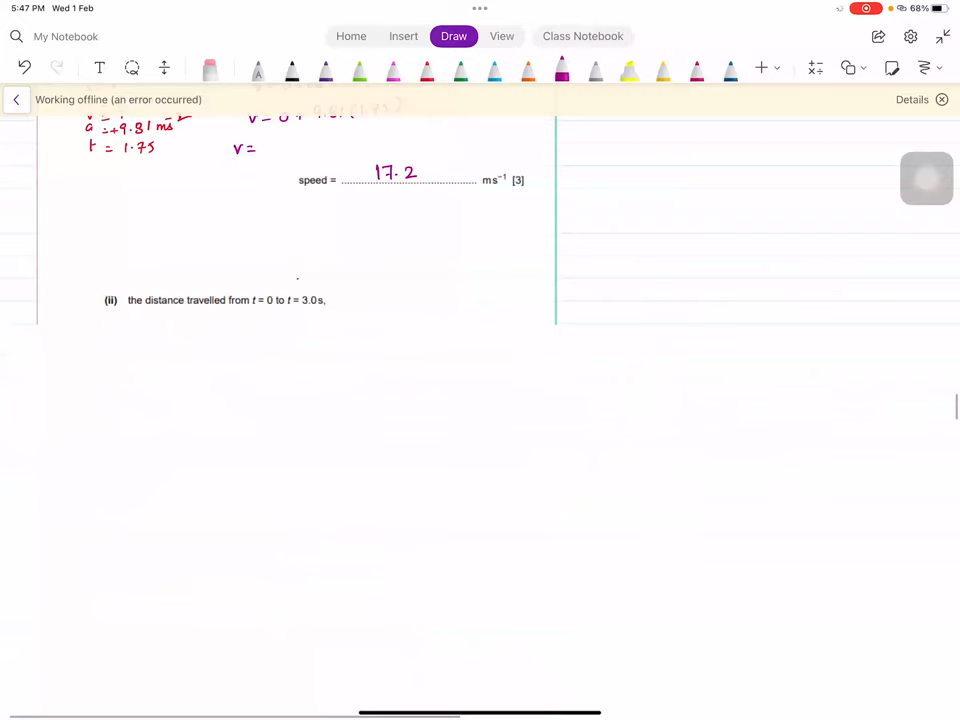 5:47 PM Wed 1 Feb
68%
My Notebook
Home Insert Draw View Class Notebook
Working offline (an error occurred)
Details
a = +9.81 ms
t = 1.75
v =
speed = 17.2 ms⁻¹ [3]
(ii) the distance travelled from t = 0 to t = 3.0 s,